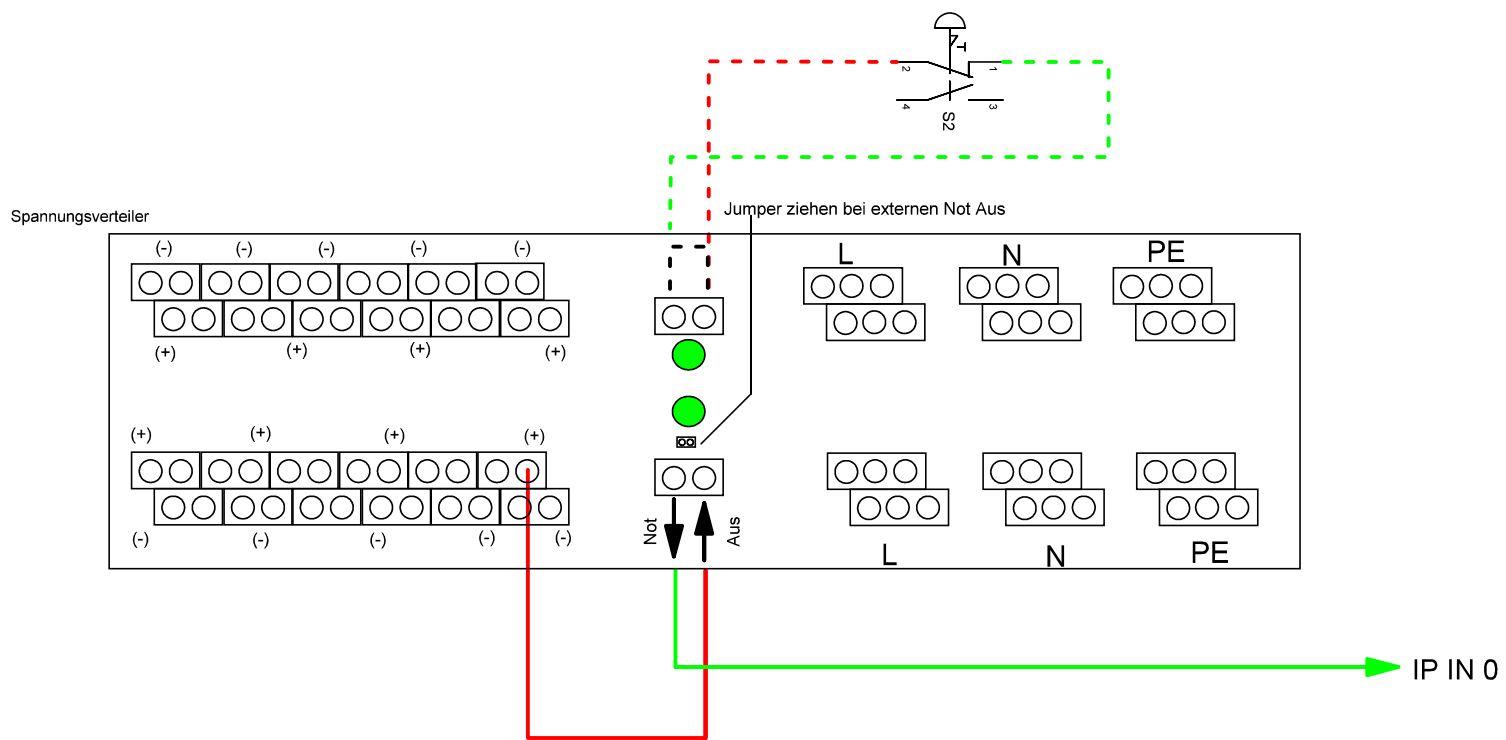 2 1
4 3
S2
Spannungsverteiler
Jumper ziehen bei externen Not Aus
(-) (-) (-) (-) (-)
L N PE
(+) (+) (+) (+)
(+) (+) (+) (+)
(-) (-) (-) (-) (-)
Not Aus
L N PE
IP IN 0